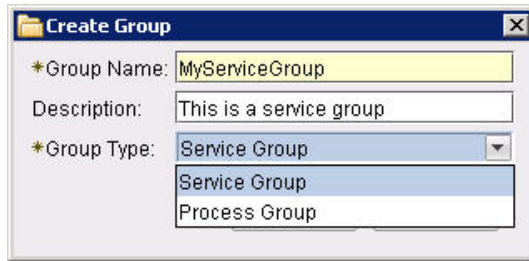 Create Group
*Group Name: MyServiceGroup
Description: This is a service group
*Group Type: Service Group
Service Group
Process Group